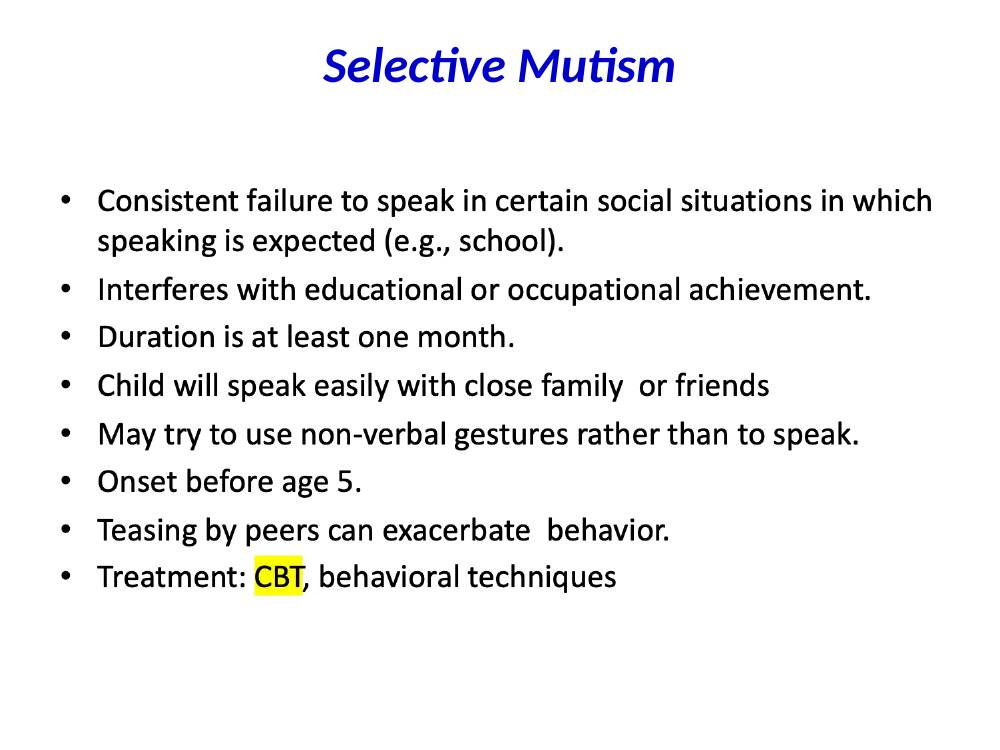 Selective Mutism
• Consistent failure to speak in certain social situations in which
speaking is expected (e.g., school).
• Interferes with educational or occupational achievement.
• Duration is at least one month.
• Child will speak easily with close family  or friends
• May try to use non-verbal gestures rather than to speak.
• Onset before age 5.
• Teasing by peers can exacerbate  behavior.
• Treatment: CBT, behavioral techniques